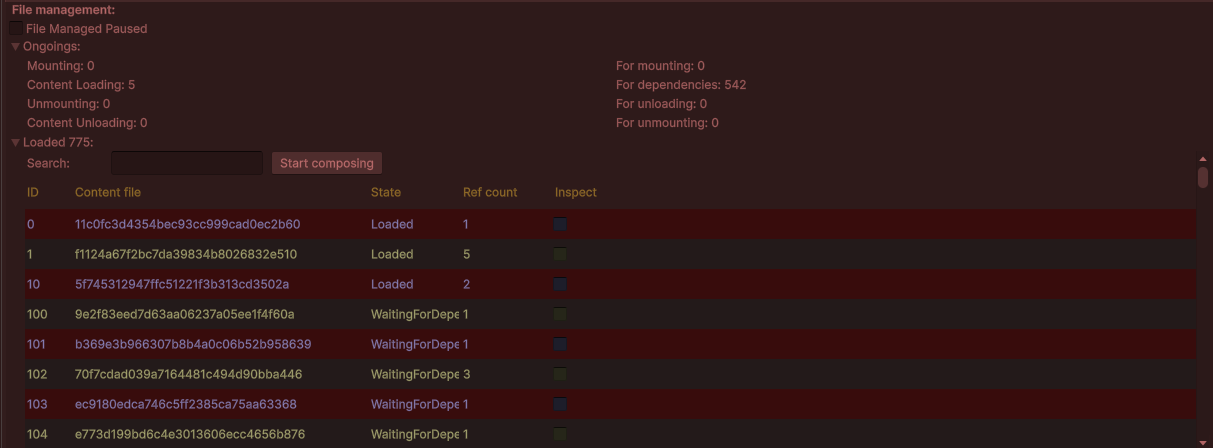 File management:
File Managed Paused
Ongoings:
Mounting: 0 For mounting: 0
Content Loading: 5 For dependencies: 542
Unmounting: 0 For unloading: 0
Content Unloading: 0 For unmounting: 0
Loaded 775:
Search: Start composing
ID Content file State Ref count Inspect
0 11c0fc3d4354bec93cc999cad0ec2b60 Loaded 1
1 f1124a67f2bc7da39834b8026832e510 Loaded 5
10 5f745312947ffc51221f3b313cd3502a Loaded 2
100 9e2f83eed7d63aa06237a05ee1f4f60a WaitingForDepe 1
101 b369e3b966307b8b4a0c06b52b958639 WaitingForDepe 1
102 70f7cdad039a7164481c494d90bba446 WaitingForDepe 3
103 ec9180edca746c5ff2385ca75aa63368 WaitingForDepe 1
104 e773d199bd6c4e3013606ecc4656b876 WaitingForDepe 1